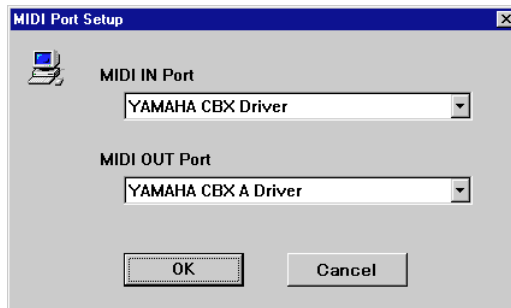 MIDI Port Setup
MIDI IN Port
YAMAHA CBX Driver
MIDI OUT Port
YAMAHA CBX A Driver
OK Cancel